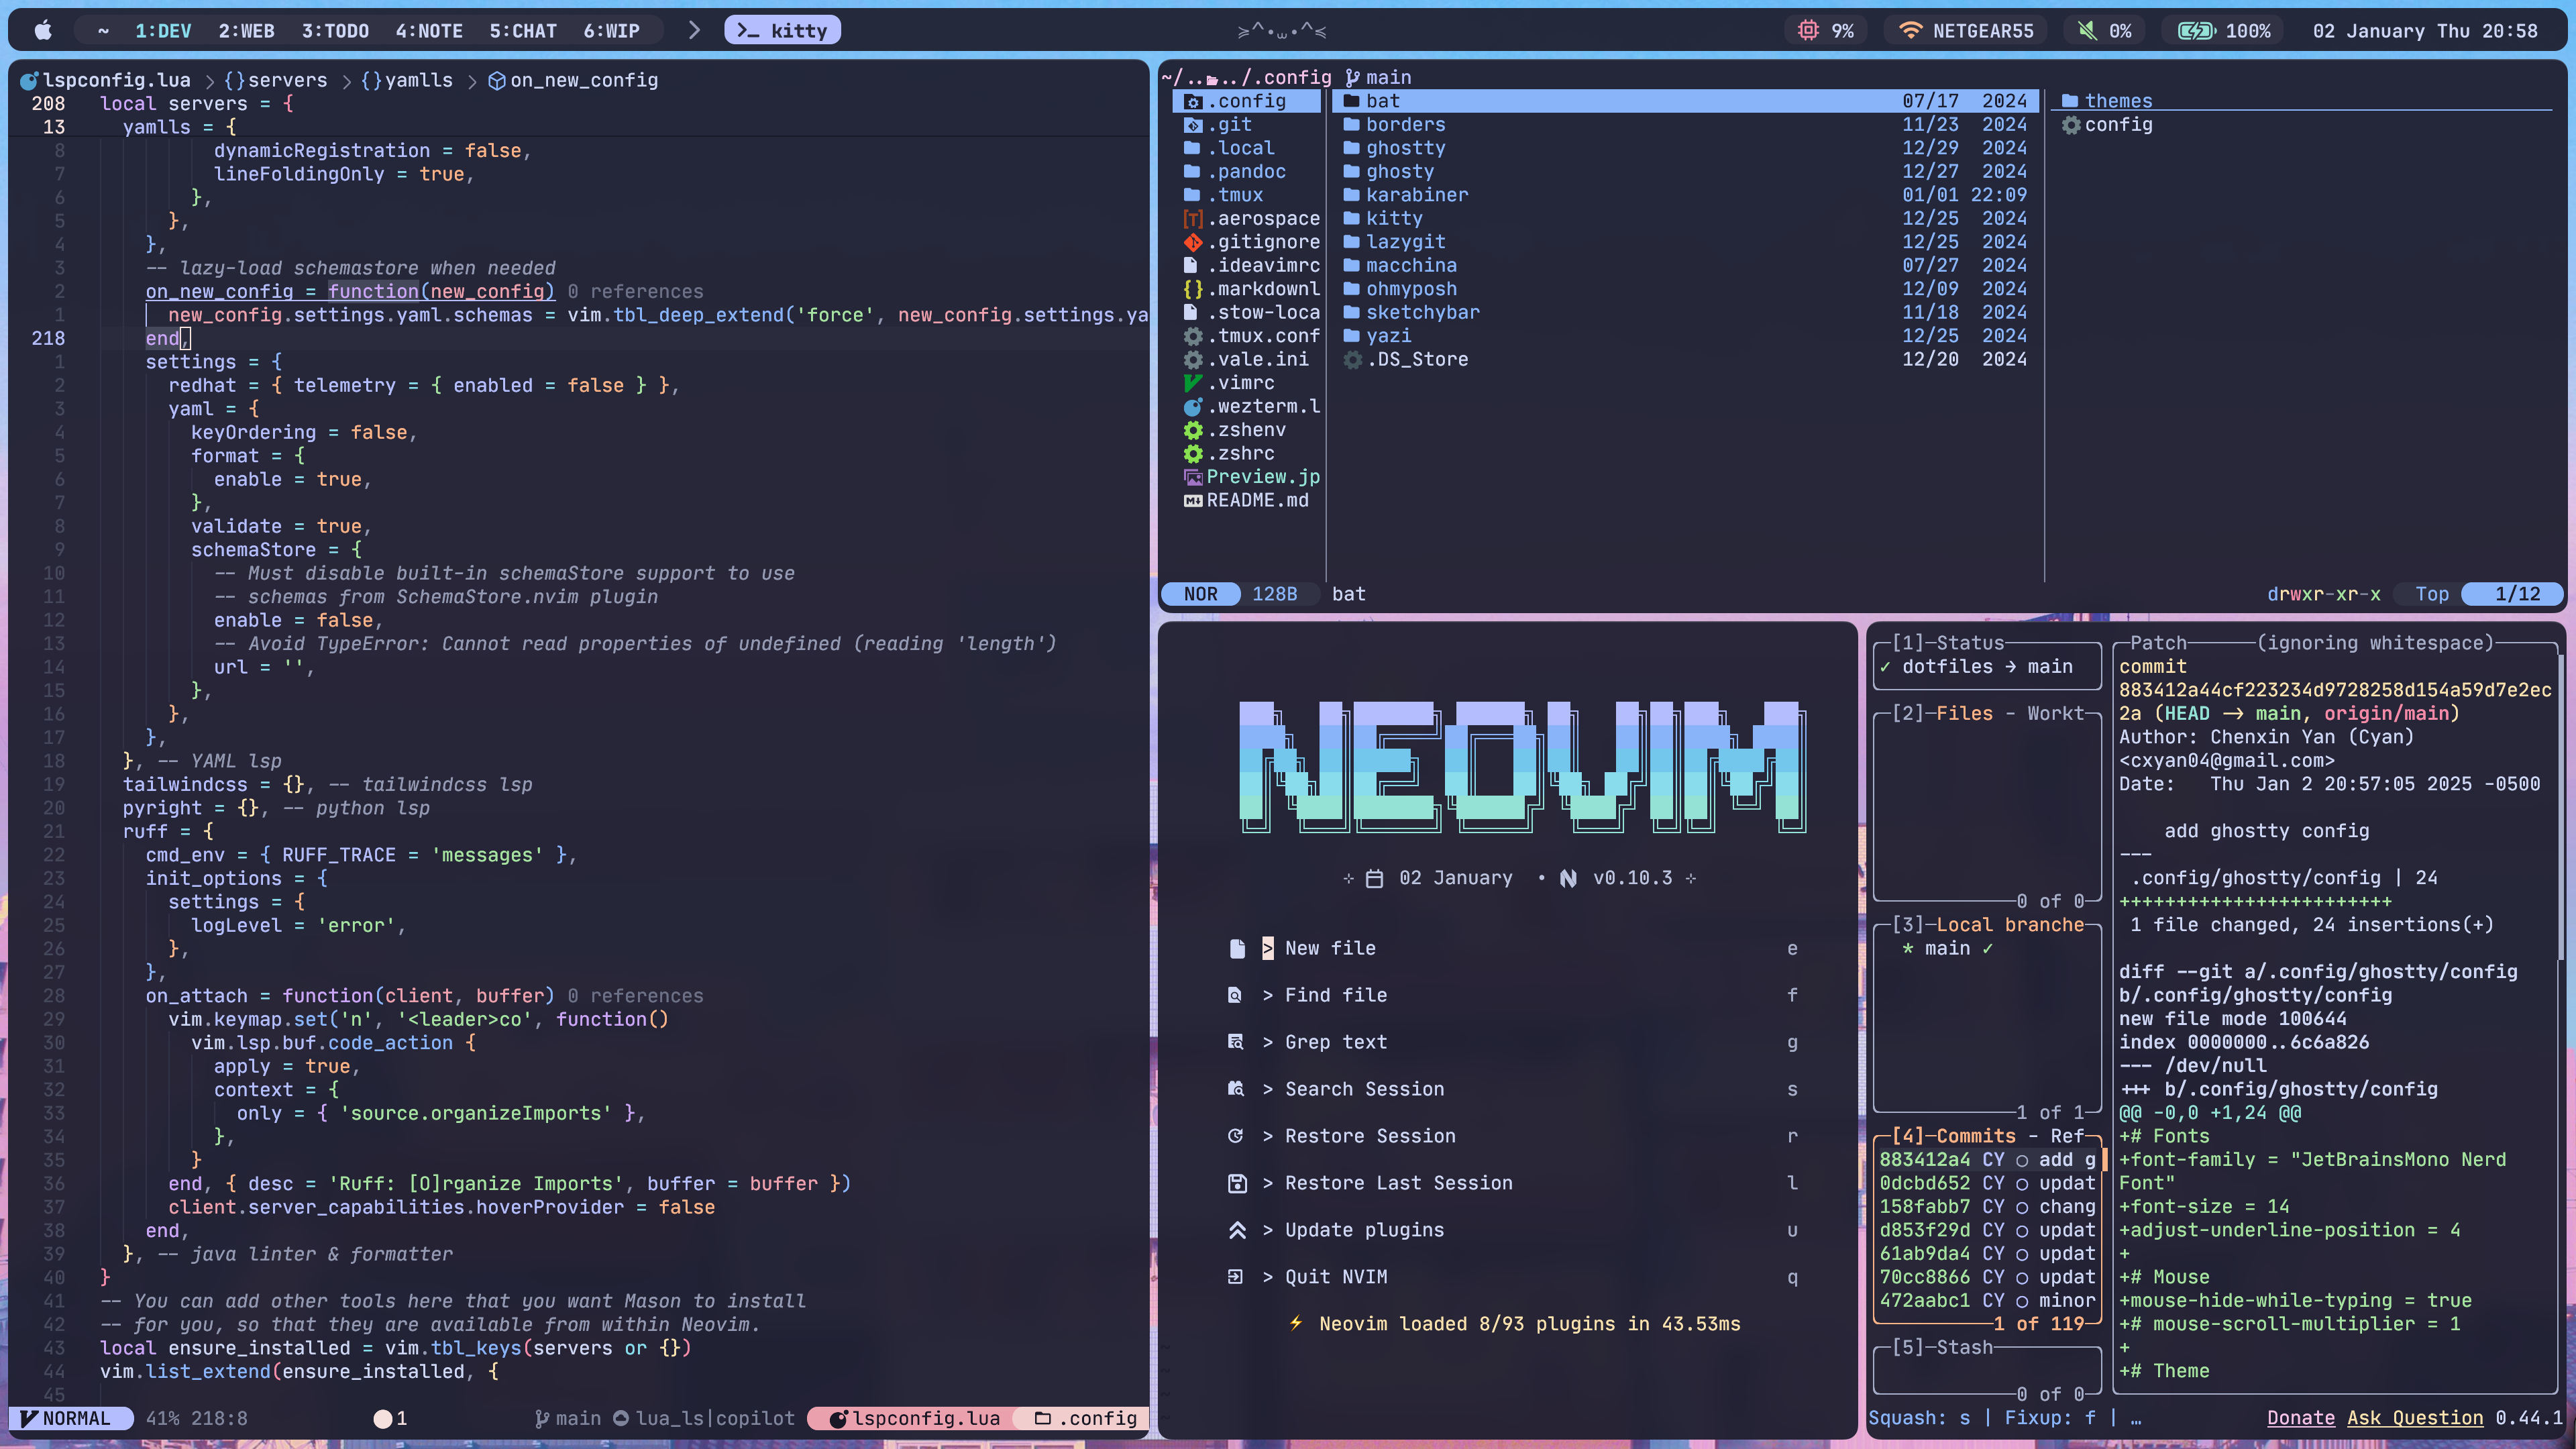 ~ 1:DEV 2:WEB 3:TODO 4:NOTE 5:CHAT 6:WIP > >_ kitty
≽^•⩊•^≼
9% NETGEAR55 0% 100% 02 January Thu 20:58
lspconfig.lua > {}servers > {}yamlls > on_new_config
208 local servers = {
13 yamlls = {
8 dynamicRegistration = false,
7 lineFoldingOnly = true,
6 },
5 },
4 },
3 -- lazy-load schemastore when needed
2 on_new_config = function(new_config) 0 references
1 new_config.settings.yaml.schemas = vim.tbl_deep_extend('force', new_config.settings.ya
218 end,
1 settings = {
2 redhat = { telemetry = { enabled = false } },
3 yaml = {
4 keyOrdering = false,
5 format = {
6 enable = true,
7 },
8 validate = true,
9 schemaStore = {
10 -- Must disable built-in schemaStore support to use
11 -- schemas from SchemaStore.nvim plugin
12 enable = false,
13 -- Avoid TypeError: Cannot read properties of undefined (reading 'length')
14 url = '',
15 },
16 },
17 },
18 }, -- YAML lsp
19 tailwindcss = {}, -- tailwindcss lsp
20 pyright = {}, -- python lsp
21 ruff = {
22 cmd_env = { RUFF_TRACE = 'messages' },
23 init_options = {
24 settings = {
25 logLevel = 'error',
26 },
27 },
28 on_attach = function(client, buffer) 0 references
29 vim.keymap.set('n', '<leader>co', function()
30 vim.lsp.buf.code_action {
31 apply = true,
32 context = {
33 only = { 'source.organizeImports' },
34 },
35 }
36 end, { desc = 'Ruff: [O]rganize Imports', buffer = buffer })
37 client.server_capabilities.hoverProvider = false
38 end,
39 }, -- java linter & formatter
40 }
41 -- You can add other tools here that you want Mason to install
42 -- for you, so that they are available from within Neovim.
43 local ensure_installed = vim.tbl_keys(servers or {})
44 vim.list_extend(ensure_installed, {
45
NORMAL 41% 218:8 1 main lua_ls|copilot lspconfig.lua .config
~/../../.config main
.config
.git
.local
.pandoc
.tmux
.aerospace
.gitignore
.ideavimrc
.markdownl
.stow-loca
.tmux.conf
.vale.ini
.vimrc
.wezterm.l
.zshenv
.zshrc
Preview.jp
README.md
bat 07/17 2024
borders 11/23 2024
ghostty 12/29 2024
ghosty 12/27 2024
karabiner 01/01 22:09
kitty 12/25 2024
lazygit 12/25 2024
macchina 07/27 2024
ohmyposh 12/09 2024
sketchybar 11/18 2024
yazi 12/25 2024
.DS_Store 12/20 2024
themes
config
NOR 128B bat drwxr-xr-x Top 1/12
NEOVIM
02 January • v0.10.3
> New file e
> Find file f
> Grep text g
> Search Session s
> Restore Session r
> Restore Last Session l
> Update plugins u
> Quit NVIM q
⚡ Neovim loaded 8/93 plugins in 43.53ms
[1]-Status
✓ dotfiles → main
[2]-Files - Workt
0 of 0
[3]-Local branche
* main ✓
1 of 1
[4]-Commits - Ref
883412a4 CY ○ add g
0dcbd652 CY ○ updat
158fabb7 CY ○ chang
d853f29d CY ○ updat
61ab9da4 CY ○ updat
70cc8866 CY ○ updat
472aabc1 CY ○ minor
1 of 119
[5]-Stash
0 of 0
Patch (ignoring whitespace)
commit
883412a44cf223234d9728258d154a59d7e2ec
2a (HEAD -> main, origin/main)
Author: Chenxin Yan (Cyan)
<cxyan04@gmail.com>
Date: Thu Jan 2 20:57:05 2025 -0500
add ghostty config
---
.config/ghostty/config | 24
++++++++++++++++++++++++
1 file changed, 24 insertions(+)
diff --git a/.config/ghostty/config
b/.config/ghostty/config
new file mode 100644
index 0000000..6c6a826
--- /dev/null
+++ b/.config/ghostty/config
@@ -0,0 +1,24 @@
+# Fonts
+font-family = "JetBrainsMono Nerd
Font"
+font-size = 14
+adjust-underline-position = 4
+
+# Mouse
+mouse-hide-while-typing = true
+# mouse-scroll-multiplier = 1
+
+# Theme
Squash: s | Fixup: f | … Donate Ask Question 0.44.1